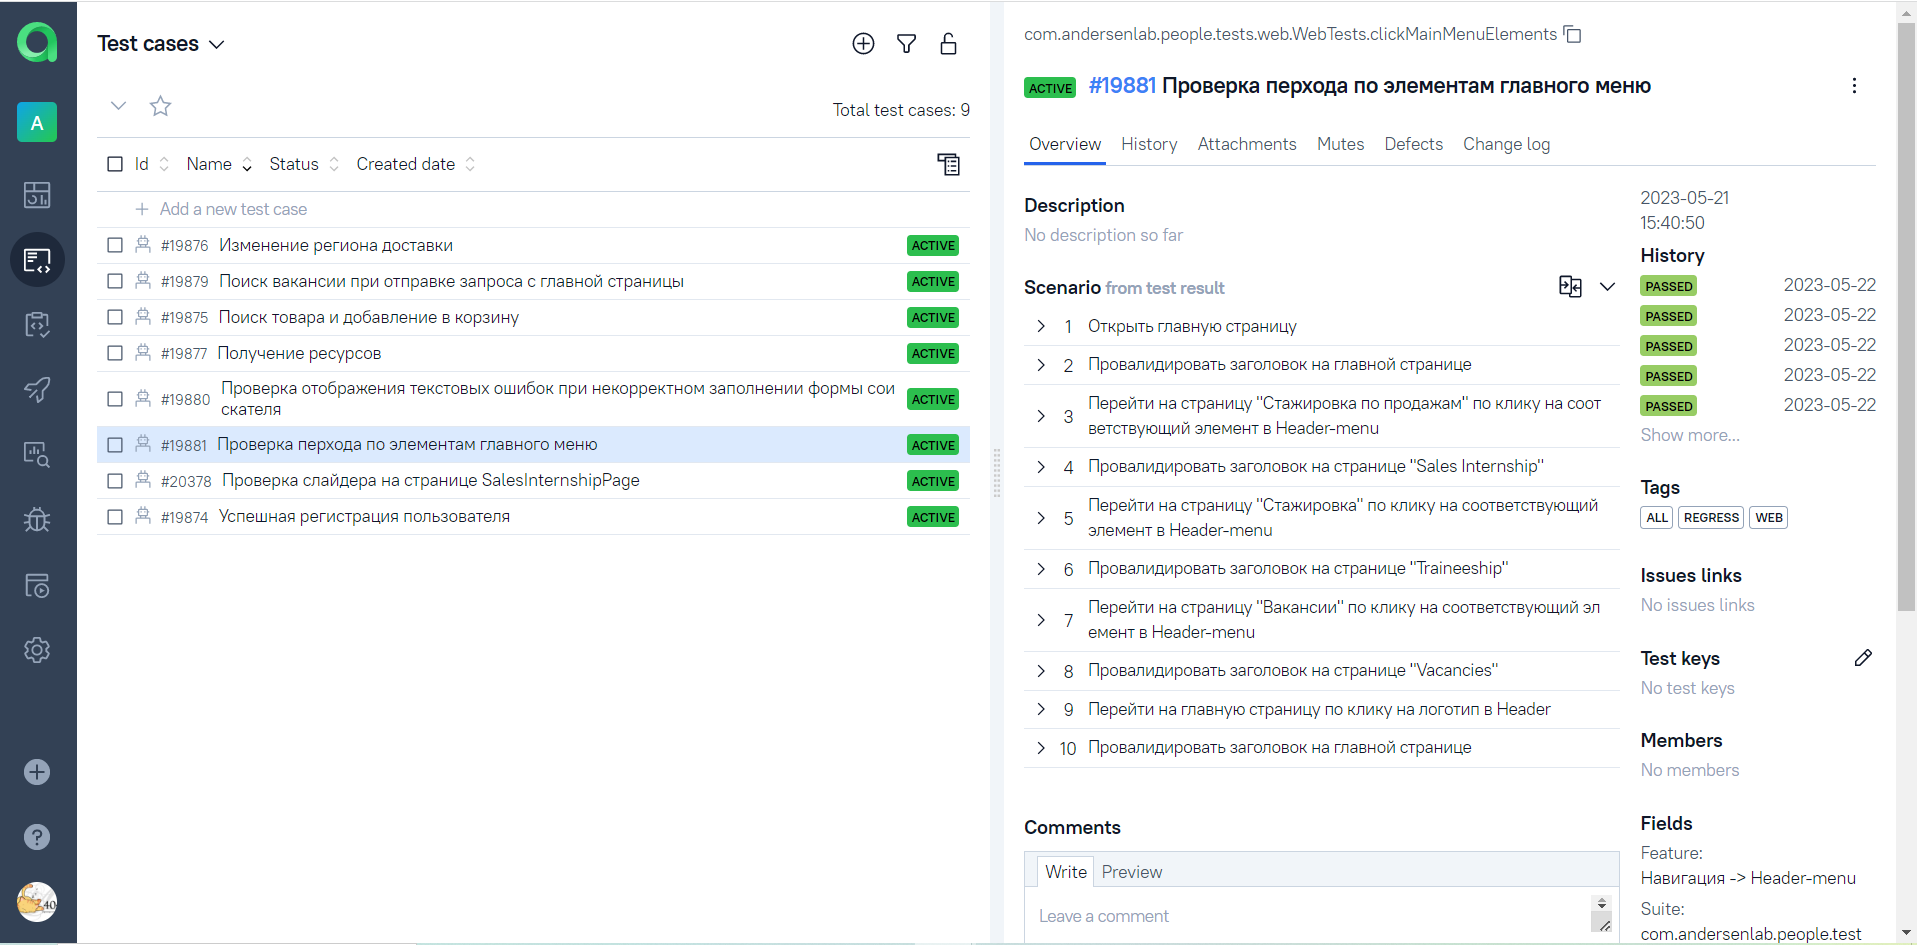 Test cases
A
Total test cases: 9
Id Name Status Created date
+ Add a new test case
#19876 Изменение региона доставки ACTIVE
#19879 Поиск вакансии при отправке запроса с главной страницы ACTIVE
#19875 Поиск товара и добавление в корзину ACTIVE
#19877 Получение ресурсов ACTIVE
#19880 Проверка отображения текстовых ошибок при некорректном заполнении формы сои
скателя ACTIVE
#19881 Проверка перхода по элементам главного меню ACTIVE
#20378 Проверка слайдера на странице SalesInternshipPage ACTIVE
#19874 Успешная регистрация пользователя ACTIVE
40
com.andersenlab.people.tests.web.WebTests.clickMainMenuElements
ACTIVE #19881 Проверка перхода по элементам главного меню
Overview History Attachments Mutes Defects Change log
Description
No description so far
Scenario from test result
1 Открыть главную страницу
2 Провалидировать заголовок на главной странице
3 Перейти на страницу "Стажировка по продажам" по клику на соот
ветствующий элемент в Header-menu
4 Провалидировать заголовок на странице "Sales Internship"
5 Перейти на страницу "Стажировка" по клику на соответствующий
элемент в Header-menu
6 Провалидировать заголовок на странице "Traineeship"
7 Перейти на страницу "Вакансии" по клику на соответствующий эл
емент в Header-menu
8 Провалидировать заголовок на странице "Vacancies"
9 Перейти на главную страницу по клику на логотип в Header
10 Провалидировать заголовок на главной странице
Comments
Write Preview
Leave a comment
2023-05-21
15:40:50
History
PASSED 2023-05-22
PASSED 2023-05-22
PASSED 2023-05-22
PASSED 2023-05-22
PASSED 2023-05-22
Show more...
Tags
ALL REGRESS WEB
Issues links
No issues links
Test keys
No test keys
Members
No members
Fields
Feature:
Навигация -> Header-menu
Suite:
com.andersenlab.people.test